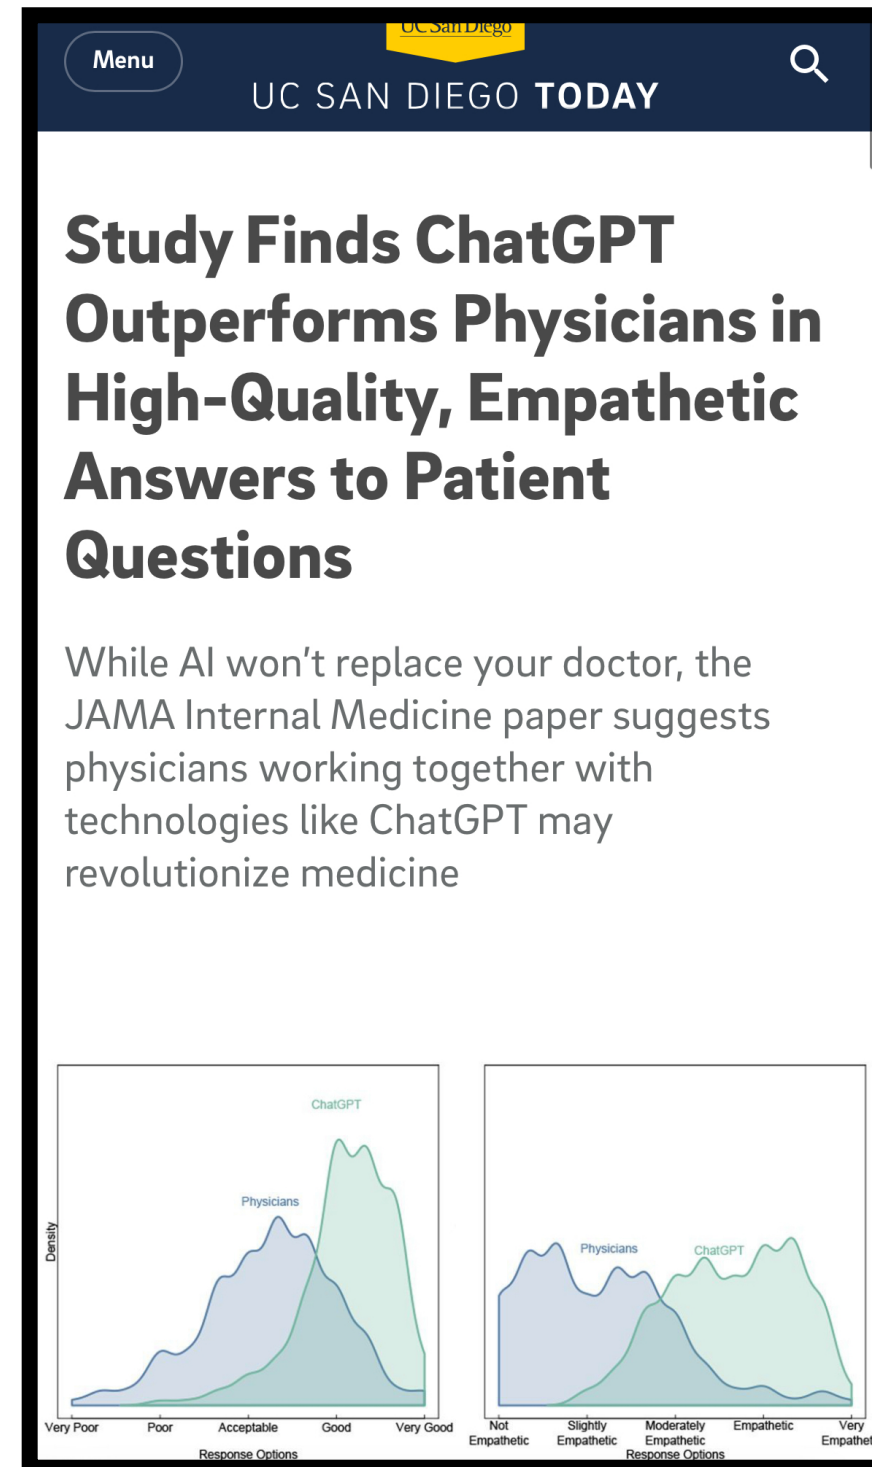 UC San Diego
Menu
UC SAN DIEGO TODAY
Study Finds ChatGPT
Outperforms Physicians in
High-Quality, Empathetic
Answers to Patient
Questions
While AI won’t replace your doctor, the
JAMA Internal Medicine paper suggests
physicians working together with
technologies like ChatGPT may
revolutionize medicine
ChatGPT
Physicians
Density
Very Poor Poor Acceptable Good Very Good
Response Options
Physicians ChatGPT
Not Slightly Moderately Empathetic Very
Empathetic Empathetic Empathetic Empathet
Response Options